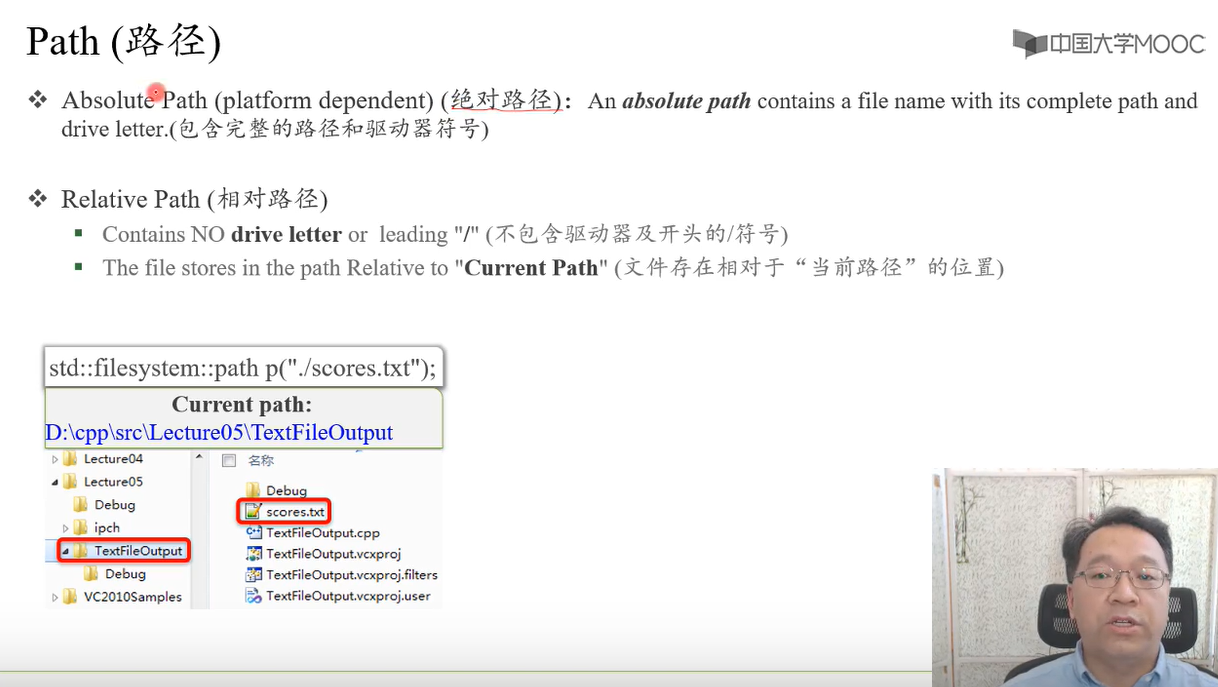 Path (路径)
中国大学MOOC
❖ Absolute Path (platform dependent) (绝对路径)： An absolute path contains a file name with its complete path and
drive letter.(包含完整的路径和驱动器符号)
❖ Relative Path (相对路径)
▪ Contains NO drive letter or leading "/" (不包含驱动器及开头的/符号)
▪ The file stores in the path Relative to "Current Path" (文件存在相对于“当前路径”的位置)
std::filesystem::path p("./scores.txt");
Current path:
D:\cpp\src\Lecture05\TextFileOutput
Lecture04
Lecture05
Debug
ipch
TextFileOutput
Debug
VC2010Samples
名称
Debug
scores.txt
TextFileOutput.cpp
TextFileOutput.vcxproj
TextFileOutput.vcxproj.filters
TextFileOutput.vcxproj.user